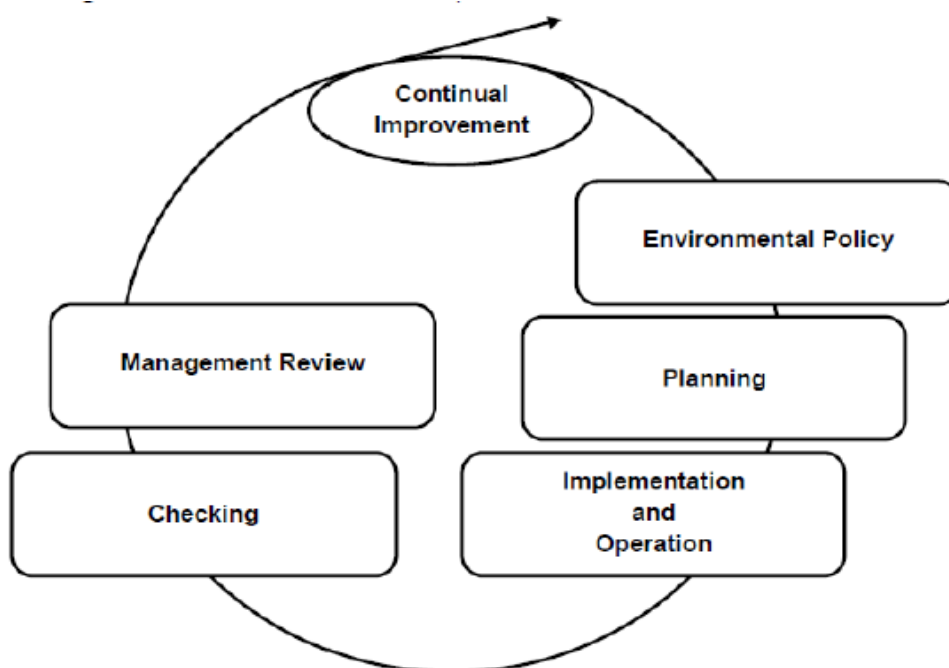 Continual
Improvement
Environmental Policy
Management Review
Planning
Checking
Implementation
and
Operation